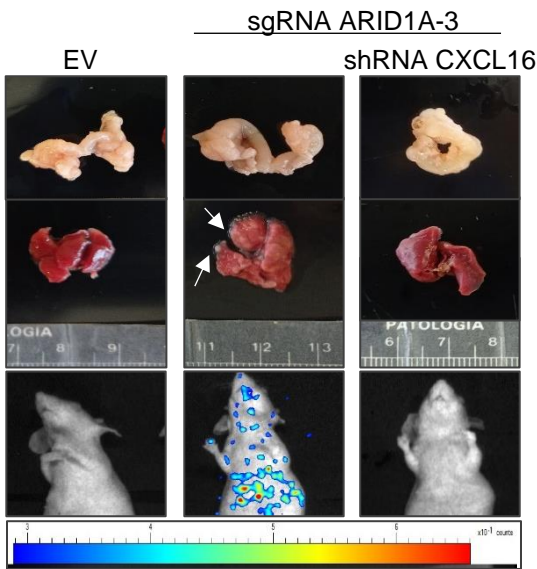 sgRNA ARID1A-3
EV
shRNA CXCL16
OGIA
7 8 9
11 12 13
PATOLOGIA
6 7 8
3 4 5 6 x10⁻¹ counts